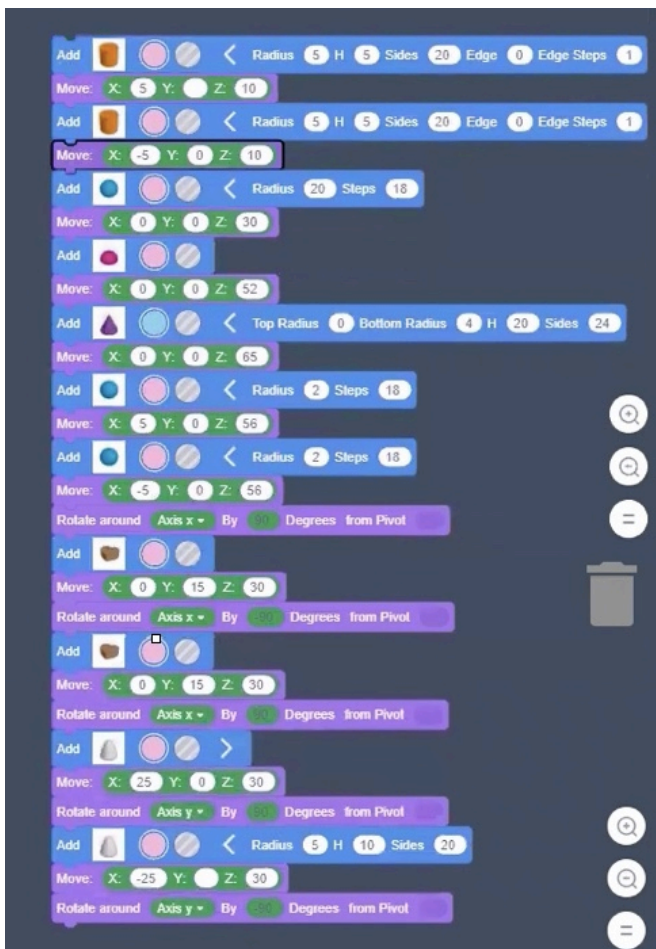 Add < Radius 5 H 5 Sides 20 Edge 0 Edge Steps 1
Move: X: 5 Y: Z: 10
Add < Radius 5 H 5 Sides 20 Edge 0 Edge Steps 1
Move: X: -5 Y: 0 Z: 10
Add < Radius 20 Steps 18
Move: X: 0 Y: 0 Z: 30
Add
Move: X: 0 Y: 0 Z: 52
Add < Top Radius 0 Bottom Radius 4 H 20 Sides 24
Move: X: 0 Y: 0 Z: 65
Add < Radius 2 Steps 18
Move: X: 5 Y: 0 Z: 56
Add < Radius 2 Steps 18
Move: X: -5 Y: 0 Z: 56
Rotate around Axis x By 90 Degrees from Pivot
Add
Move: X: 0 Y: 15 Z: 30
Rotate around Axis x By -90 Degrees from Pivot
Add
Move: X: 0 Y: 15 Z: 30
Rotate around Axis x By 90 Degrees from Pivot
Add >
Move: X: 25 Y: 0 Z: 30
Rotate around Axis y By 90 Degrees from Pivot
Add < Radius 5 H 10 Sides 20
Move: X: -25 Y: Z: 30
Rotate around Axis y By -90 Degrees from Pivot